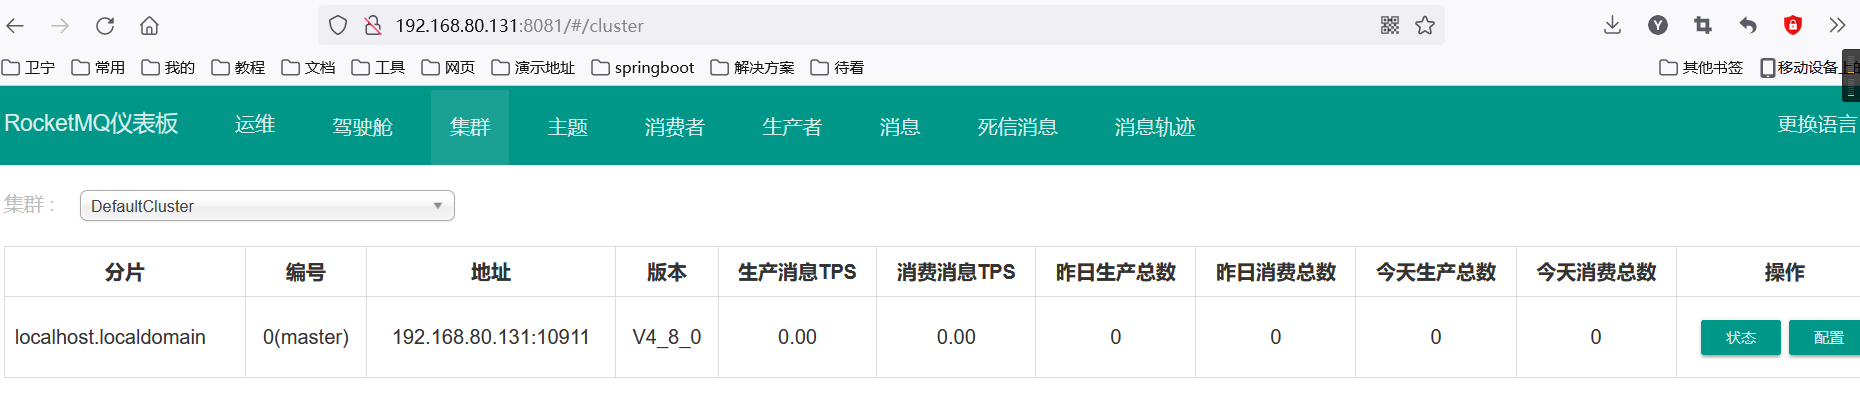 192.168.80.131:8081/#/cluster
卫宁 常用 我的 教程 文档 工具 网页 演示地址 springboot 解决方案 待看 其他书签 移动设备上的
RocketMQ仪表板 运维 驾驶舱 集群 主题 消费者 生产者 消息 死信消息 消息轨迹 更换语言
集群： DefaultCluster
分片 编号 地址 版本 生产消息TPS 消费消息TPS 昨日生产总数 昨日消费总数 今天生产总数 今天消费总数 操作
localhost.localdomain 0(master) 192.168.80.131:10911 V4_8_0 0.00 0.00 0 0 0 0 状态 配置